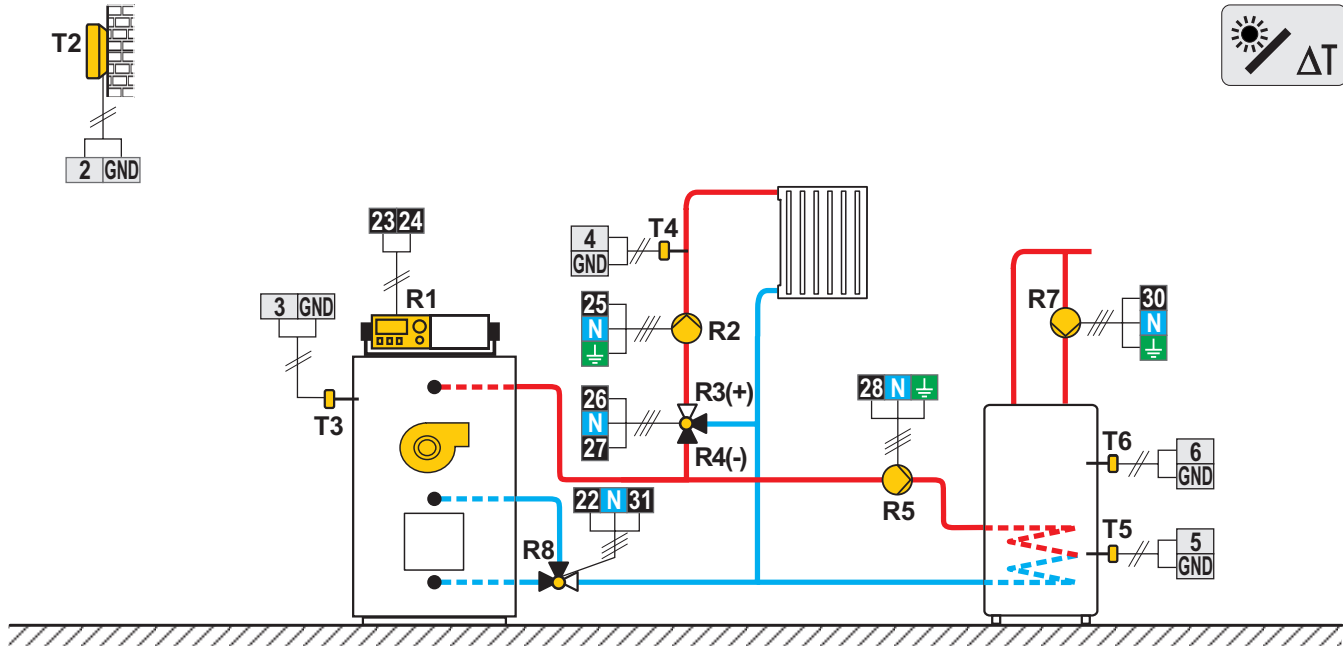 T2
2 GND
ΔT
23 24
R1
3 GND
T3
4
GND
T4
25
N
R2
26
N
27
R3(+)
R4(-)
22 N 31
R8
28 N
R5
R7
30
N
T6
6
GND
T5
5
GND